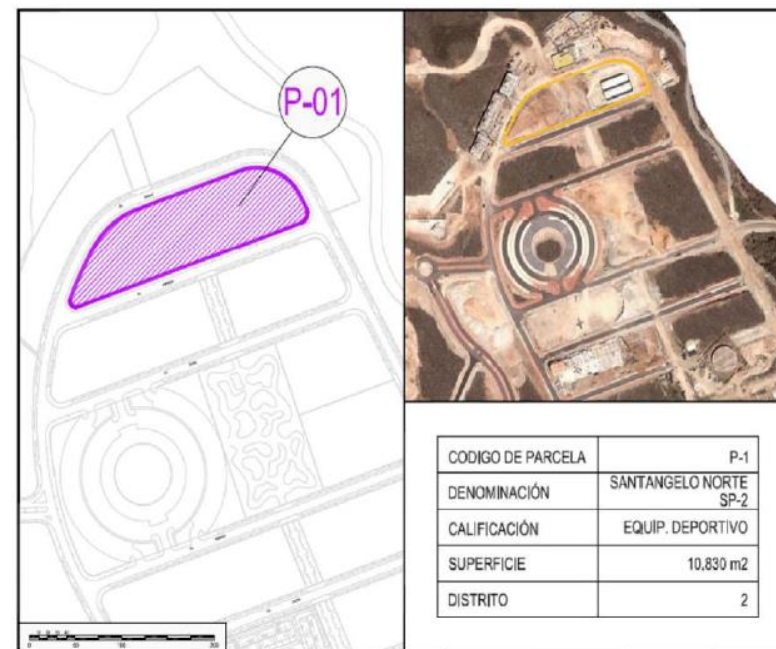 P-01
CODIGO DE PARCELA P-1
DENOMINACIÓN SANTANGELO NORTE
SP-2
CALIFICACIÓN EQUIP. DEPORTIVO
SUPERFICIE 10,830 m2
DISTRITO 2